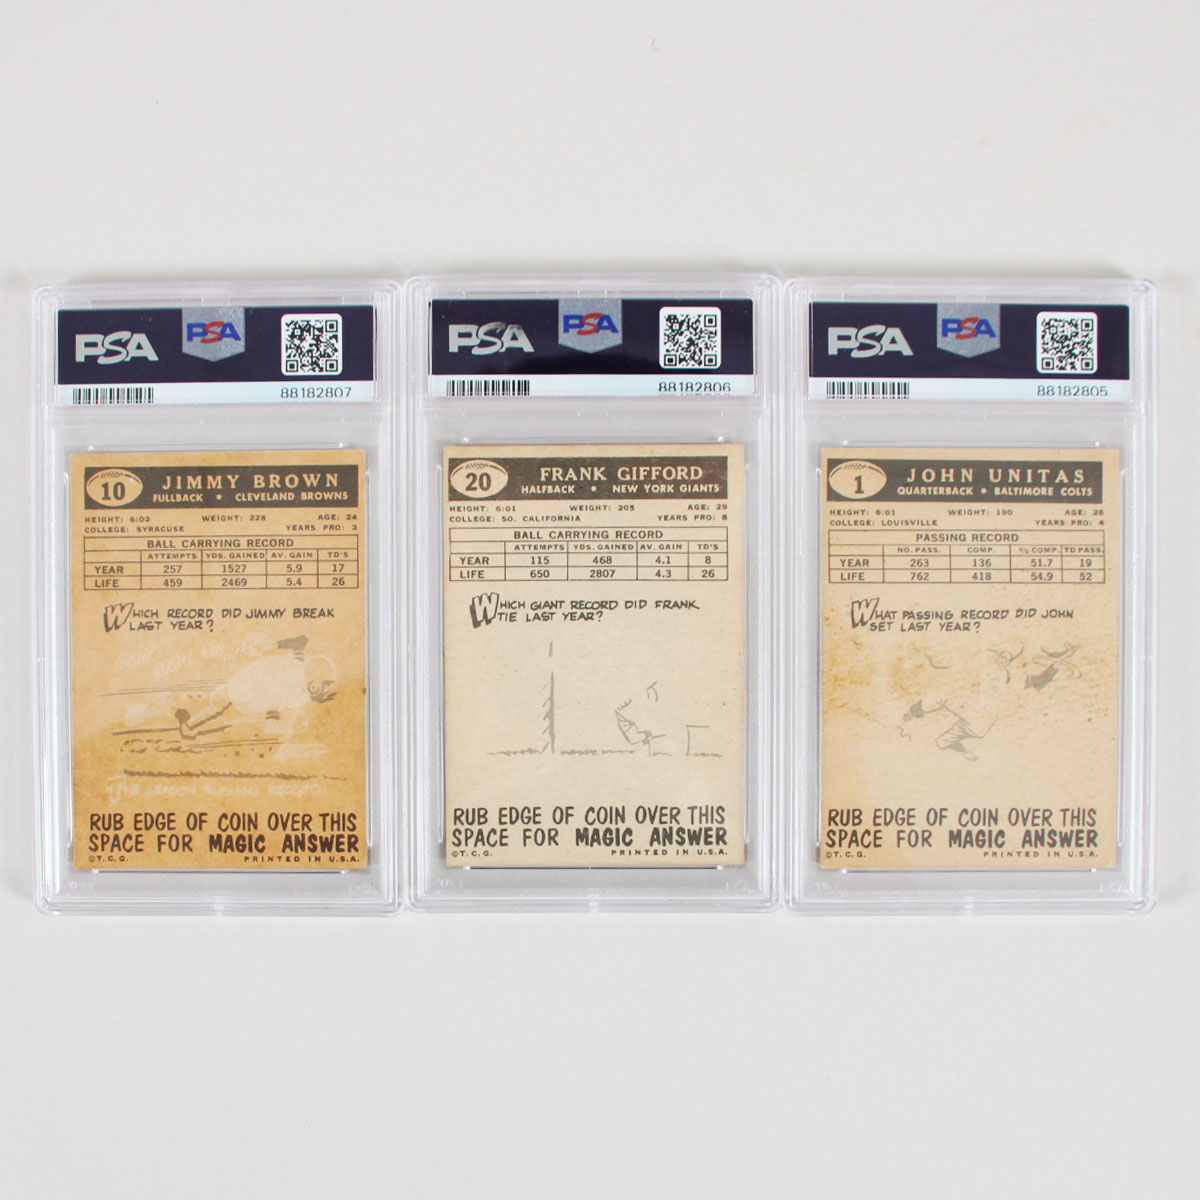 PSA PSA
88182807
10 JIMMY BROWN
FULLBACK • CLEVELAND BROWNS
HEIGHT: 6:02 WEIGHT: 228 AGE: 24
COLLEGE: SYRACUSE YEARS PRO: 3
BALL CARRYING RECORD
ATTEMPTS YDS. GAINED AV. GAIN TD'S
YEAR 257 1527 5.9 17
LIFE 459 2469 5.4 26
WHICH RECORD DID JIMMY BREAK
LAST YEAR?
THE SEASON RUSHING RECORD.
RUB EDGE OF COIN OVER THIS
SPACE FOR MAGIC ANSWER
©T.C.G. PRINTED IN U.S.A.
PSA PSA
88182806
20 FRANK GIFFORD
HALFBACK • NEW YORK GIANTS
HEIGHT: 6:01 WEIGHT: 205 AGE: 29
COLLEGE: SO. CALIFORNIA YEARS PRO: 8
BALL CARRYING RECORD
ATTEMPTS YDS. GAINED AV. GAIN TD'S
YEAR 115 468 4.1 8
LIFE 650 2807 4.3 26
WHICH GIANT RECORD DID FRANK
TIE LAST YEAR?
RUB EDGE OF COIN OVER THIS
SPACE FOR MAGIC ANSWER
©T.C.G. PRINTED IN U.S.A.
PSA PSA
88182805
1 JOHN UNITAS
QUARTERBACK • BALTIMORE COLTS
HEIGHT: 6:01 WEIGHT: 190 AGE: 26
COLLEGE: LOUISVILLE YEARS PRO: 4
PASSING RECORD
NO. PASS. COMP. % COMP. TD PASS.
YEAR 263 136 51.7 19
LIFE 762 418 54.9 52
WHAT PASSING RECORD DID JOHN
SET LAST YEAR?
RUB EDGE OF COIN OVER THIS
SPACE FOR MAGIC ANSWER
©T.C.G. PRINTED IN U.S.A.